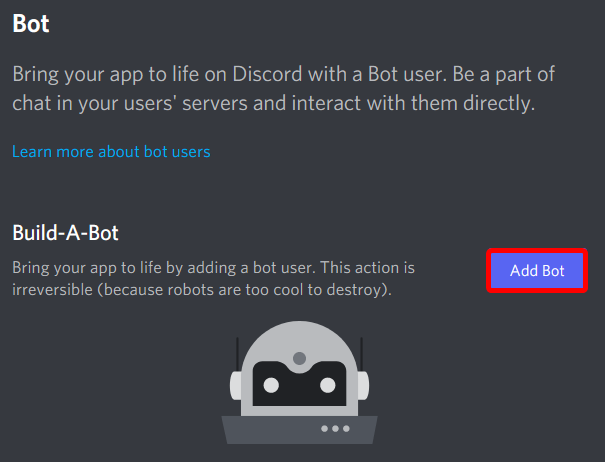 Bot
Bring your app to life on Discord with a Bot user. Be a part of
chat in your users' servers and interact with them directly.
Learn more about bot users
Build-A-Bot
Bring your app to life by adding a bot user. This action is
irreversible (because robots are too cool to destroy).
Add Bot